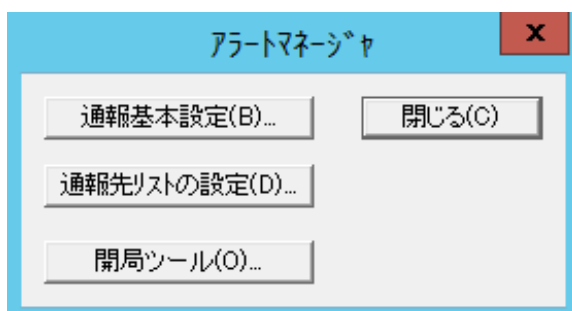 アラートマネージャ
x
通報基本設定(B)...
閉じる(C)
通報先リストの設定(D)...
開局ツール(O)...